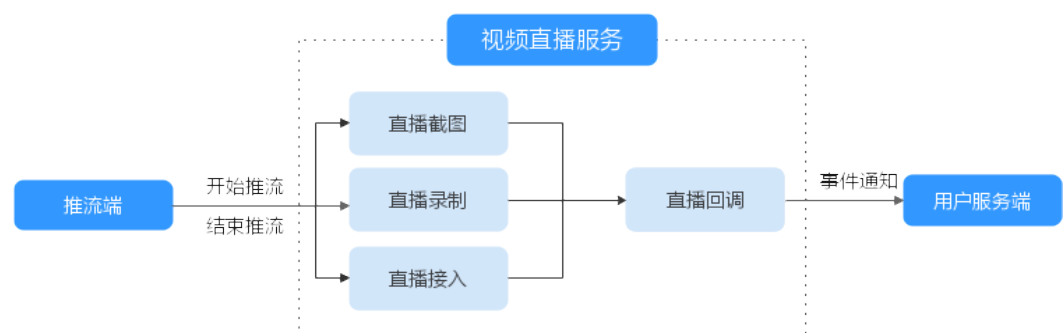 视频直播服务
直播截图
开始推流
事件通知
推流端
直播录制
直播回调
用户服务端
结束推流
直播接入